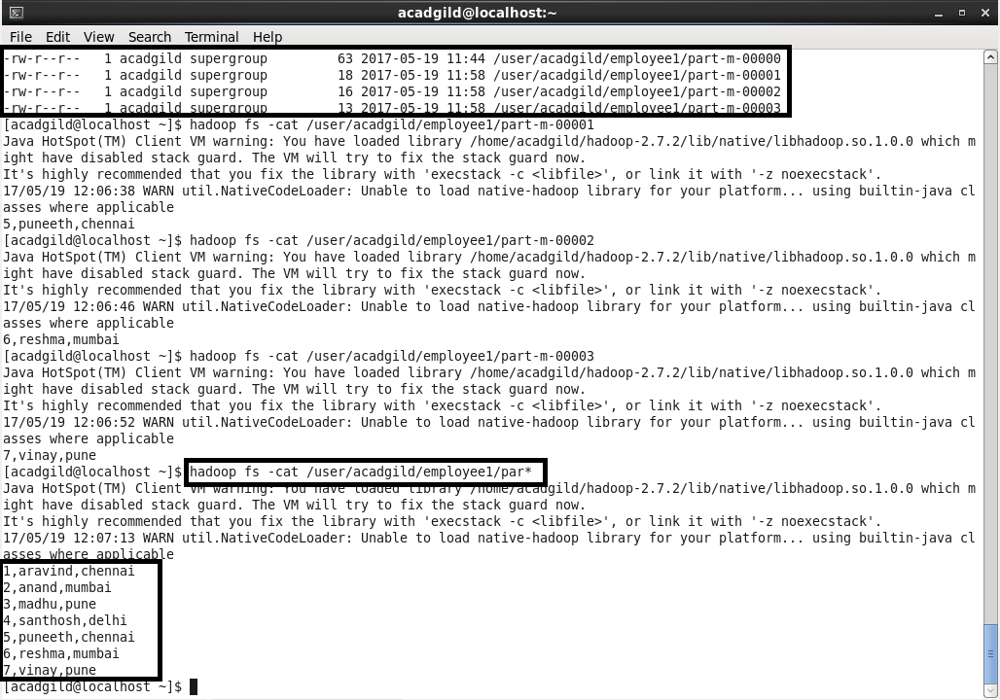 acadgild@localhost:~
File Edit View Search Terminal Help
-rw-r--r--   1 acadgild supergroup         63 2017-05-19 11:44 /user/acadgild/employee1/part-m-00000
-rw-r--r--   1 acadgild supergroup         18 2017-05-19 11:58 /user/acadgild/employee1/part-m-00001
-rw-r--r--   1 acadgild supergroup         16 2017-05-19 11:58 /user/acadgild/employee1/part-m-00002
-rw-r--r--   1 acadgild supergroup         13 2017-05-19 11:58 /user/acadgild/employee1/part-m-00003
[acadgild@localhost ~]$ hadoop fs -cat /user/acadgild/employee1/part-m-00001
Java HotSpot(TM) Client VM warning: You have loaded library /home/acadgild/hadoop-2.7.2/lib/native/libhadoop.so.1.0.0 which m
ight have disabled stack guard. The VM will try to fix the stack guard now.
It's highly recommended that you fix the library with 'execstack -c <libfile>', or link it with '-z noexecstack'.
17/05/19 12:06:38 WARN util.NativeCodeLoader: Unable to load native-hadoop library for your platform... using builtin-java cl
asses where applicable
5,puneeth,chennai
[acadgild@localhost ~]$ hadoop fs -cat /user/acadgild/employee1/part-m-00002
Java HotSpot(TM) Client VM warning: You have loaded library /home/acadgild/hadoop-2.7.2/lib/native/libhadoop.so.1.0.0 which m
ight have disabled stack guard. The VM will try to fix the stack guard now.
It's highly recommended that you fix the library with 'execstack -c <libfile>', or link it with '-z noexecstack'.
17/05/19 12:06:46 WARN util.NativeCodeLoader: Unable to load native-hadoop library for your platform... using builtin-java cl
asses where applicable
6,reshma,mumbai
[acadgild@localhost ~]$ hadoop fs -cat /user/acadgild/employee1/part-m-00003
Java HotSpot(TM) Client VM warning: You have loaded library /home/acadgild/hadoop-2.7.2/lib/native/libhadoop.so.1.0.0 which m
ight have disabled stack guard. The VM will try to fix the stack guard now.
It's highly recommended that you fix the library with 'execstack -c <libfile>', or link it with '-z noexecstack'.
17/05/19 12:06:52 WARN util.NativeCodeLoader: Unable to load native-hadoop library for your platform... using builtin-java cl
asses where applicable
7,vinay,pune
[acadgild@localhost ~]$ hadoop fs -cat /user/acadgild/employee1/par*
Java HotSpot(TM) Client VM warning: You have loaded library /home/acadgild/hadoop-2.7.2/lib/native/libhadoop.so.1.0.0 which m
ight have disabled stack guard. The VM will try to fix the stack guard now.
It's highly recommended that you fix the library with 'execstack -c <libfile>', or link it with '-z noexecstack'.
17/05/19 12:07:13 WARN util.NativeCodeLoader: Unable to load native-hadoop library for your platform... using builtin-java cl
asses where applicable
1,aravind,chennai
2,anand,mumbai
3,madhu,pune
4,santhosh,delhi
5,puneeth,chennai
6,reshma,mumbai
7,vinay,pune
[acadgild@localhost ~]$